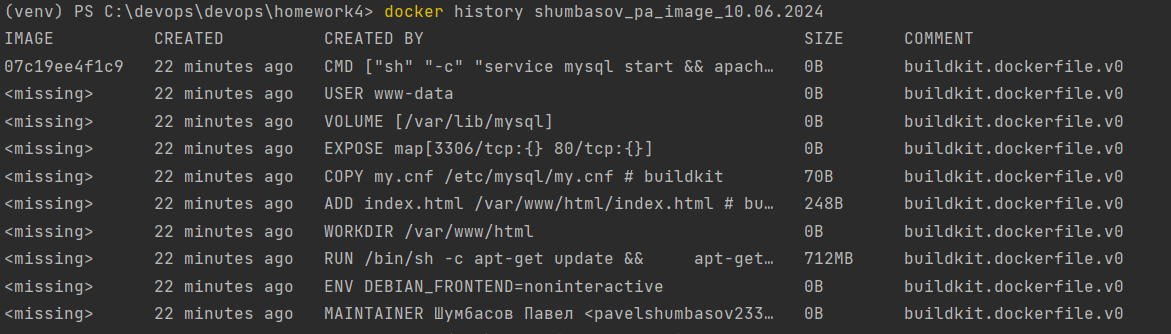 (venv) PS C:\devops\devops\homework4> docker history shumbasov_pa_image_10.06.2024
IMAGE CREATED CREATED BY SIZE COMMENT
07c19ee4f1c9 22 minutes ago CMD ["sh" "-c" "service mysql start && apach… 0B buildkit.dockerfile.v0
<missing> 22 minutes ago USER www-data 0B buildkit.dockerfile.v0
<missing> 22 minutes ago VOLUME [/var/lib/mysql] 0B buildkit.dockerfile.v0
<missing> 22 minutes ago EXPOSE map[3306/tcp:{} 80/tcp:{}] 0B buildkit.dockerfile.v0
<missing> 22 minutes ago COPY my.cnf /etc/mysql/my.cnf # buildkit 70B buildkit.dockerfile.v0
<missing> 22 minutes ago ADD index.html /var/www/html/index.html # bu… 248B buildkit.dockerfile.v0
<missing> 22 minutes ago WORKDIR /var/www/html 0B buildkit.dockerfile.v0
<missing> 22 minutes ago RUN /bin/sh -c apt-get update && apt-get… 712MB buildkit.dockerfile.v0
<missing> 22 minutes ago ENV DEBIAN_FRONTEND=noninteractive 0B buildkit.dockerfile.v0
<missing> 22 minutes ago MAINTAINER Шумбасов Павел <pavelshumbasov233… 0B buildkit.dockerfile.v0